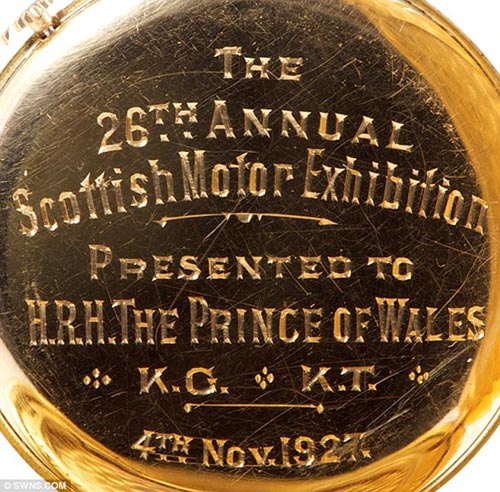 THE
26TH ANNUAL
Scottish Motor Exhibition
PRESENTED TO
H.R.H. THE PRINCE OF WALES
K.G. K.T.
4TH NOV. 1927.
© SWNS.COM